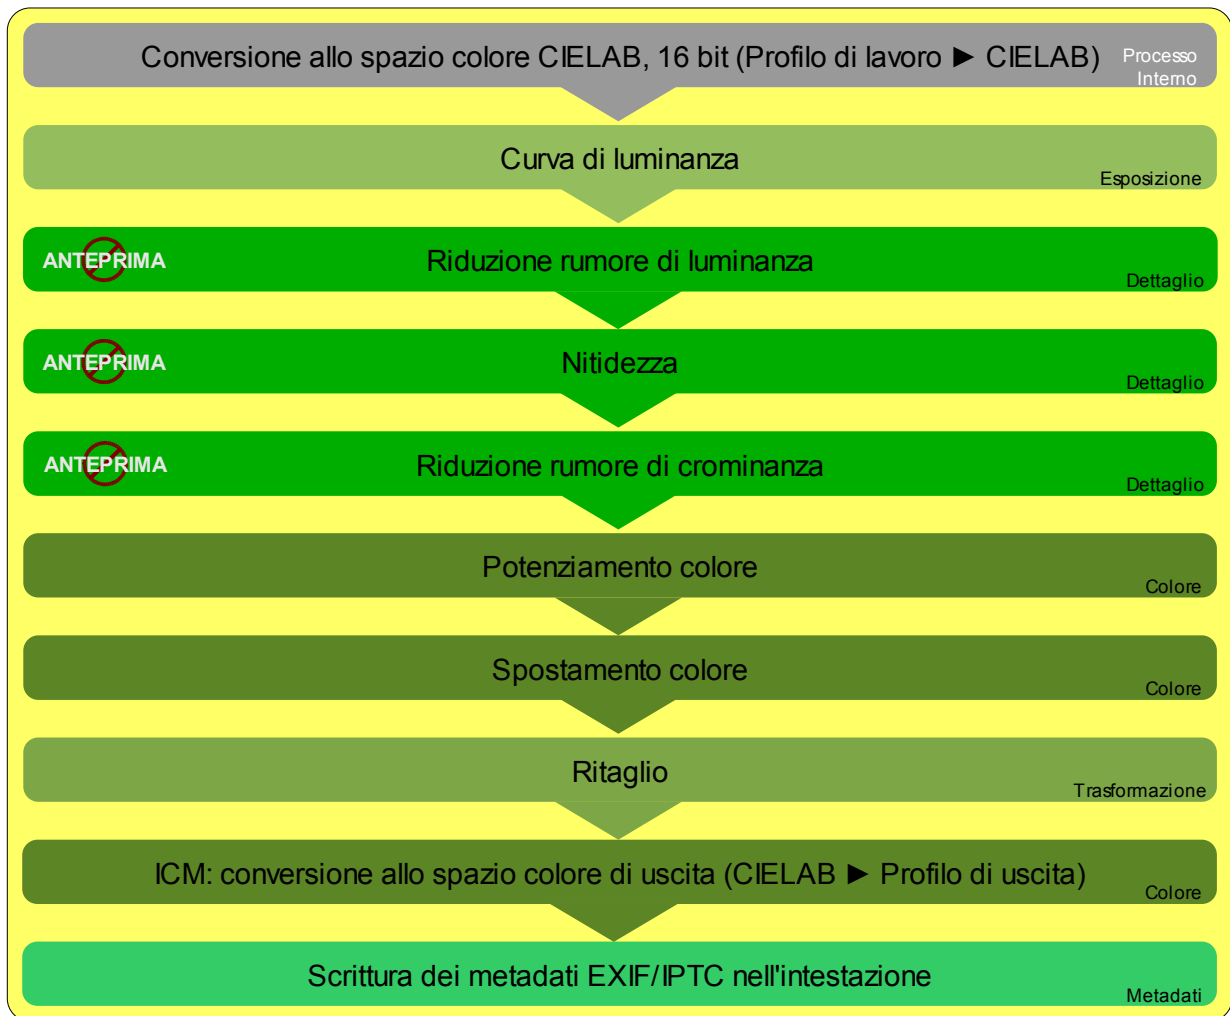 Conversione allo spazio colore CIELAB, 16 bit (Profilo di lavoro ► CIELAB)
Processo
Interno
Curva di luminanza
Esposizione
ANTEPRIMA
Riduzione rumore di luminanza
Dettaglio
ANTEPRIMA
Nitidezza
Dettaglio
ANTEPRIMA
Riduzione rumore di crominanza
Dettaglio
Potenziamento colore
Colore
Spostamento colore
Colore
Ritaglio
Trasformazione
ICM: conversione allo spazio colore di uscita (CIELAB ► Profilo di uscita)
Colore
Scrittura dei metadati EXIF/IPTC nell'intestazione
Metadati